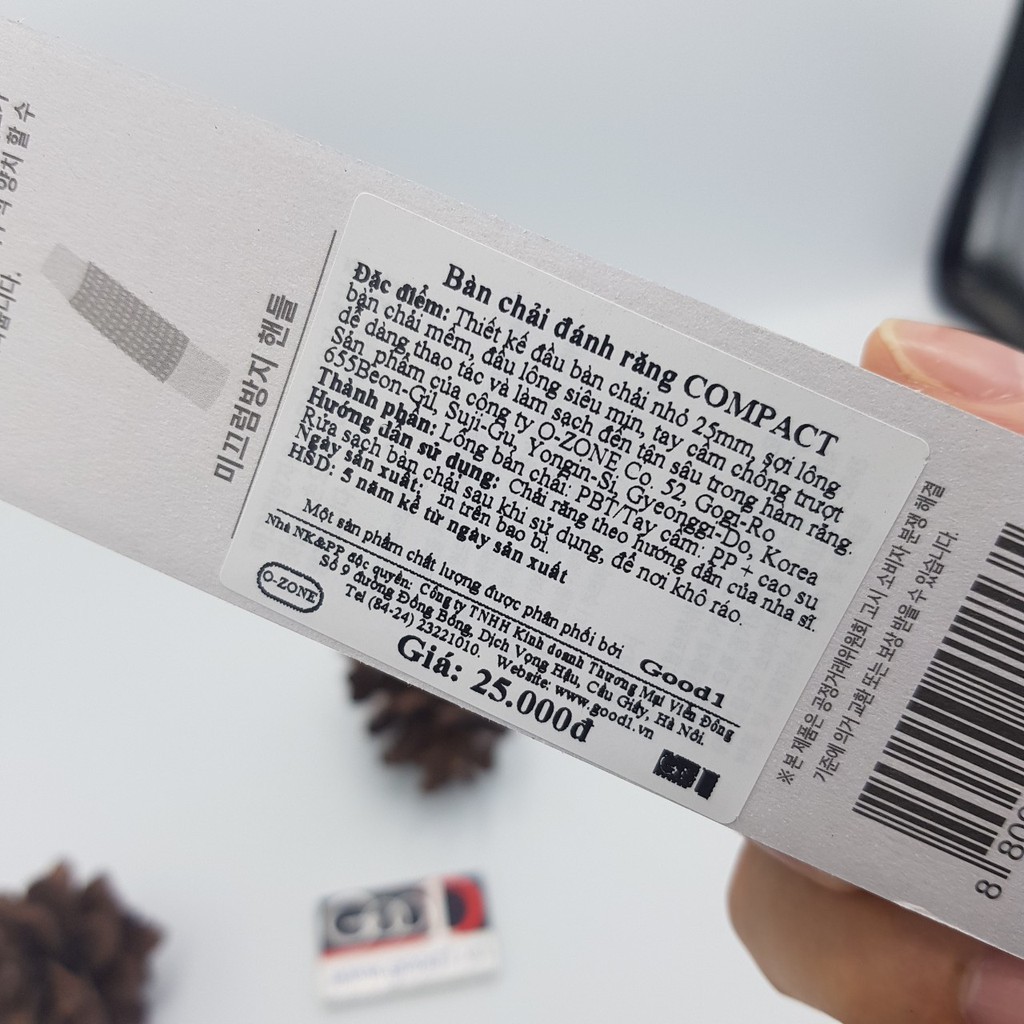 양치 할 수
미끄럼방지 핸들
Bàn chải đánh răng COMPACT
Đặc điểm: Thiết kế đầu bàn chải nhỏ 25mm, sợi lông
bàn chải mềm, đầu lông siêu mịn, tay cầm chống trượt
dễ dàng thao tác và làm sạch đến tận sâu trong hàm răng.
Sản phẩm của công ty O-ZONE Co. 52, Gogi-Ro
655Beon-Gil, Suji-Gu, Yongin-Si, Gyeonggi-Do, Korea
Thành phần: Lông bàn chải: PBT/Tay cầm: PP + cao su
Hướng dẫn sử dụng: Chải răng theo hướng dẫn của nha sĩ.
Rửa sạch bàn chải sau khi sử dụng, để nơi khô ráo.
Ngày sản xuất: in trên bao bì.
HSD: 5 năm kể từ ngày sản xuất
Một sản phẩm chất lượng được phân phối bởi Good1
Nhà NK&PP độc quyền: Công ty TNHH Kinh doanh Thương Mại Viễn Đông
Số 9 đường Đồng Bông, Dịch Vọng Hậu, Cầu Giấy, Hà Nội.
Tel (84-24) 23221010. Website: www.good1.vn
O-ZONE
Giá: 25.000đ
※ 본 제품은 공정거래위원회 고시 소비자 분쟁 해결
기준에 의거 교환 또는 보상 받을 수 있습니다.
8 80